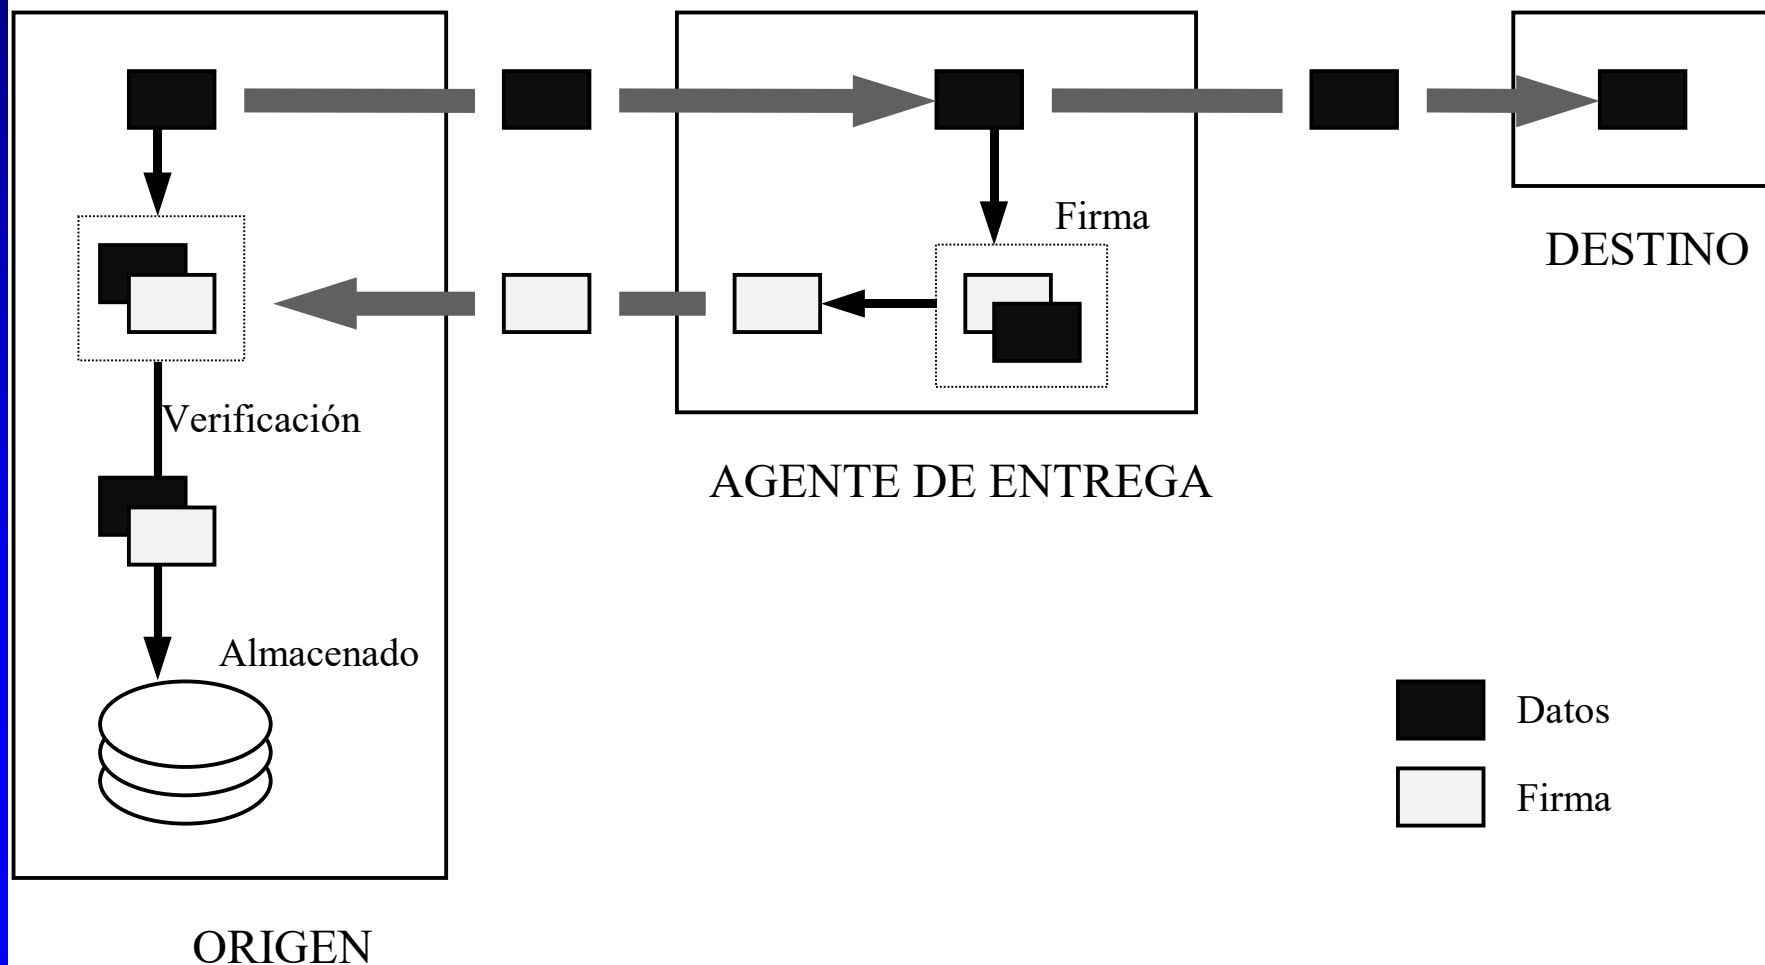 Firma
DESTINO
Verificación
AGENTE DE ENTREGA
Almacenado
Datos
Firma
ORIGEN